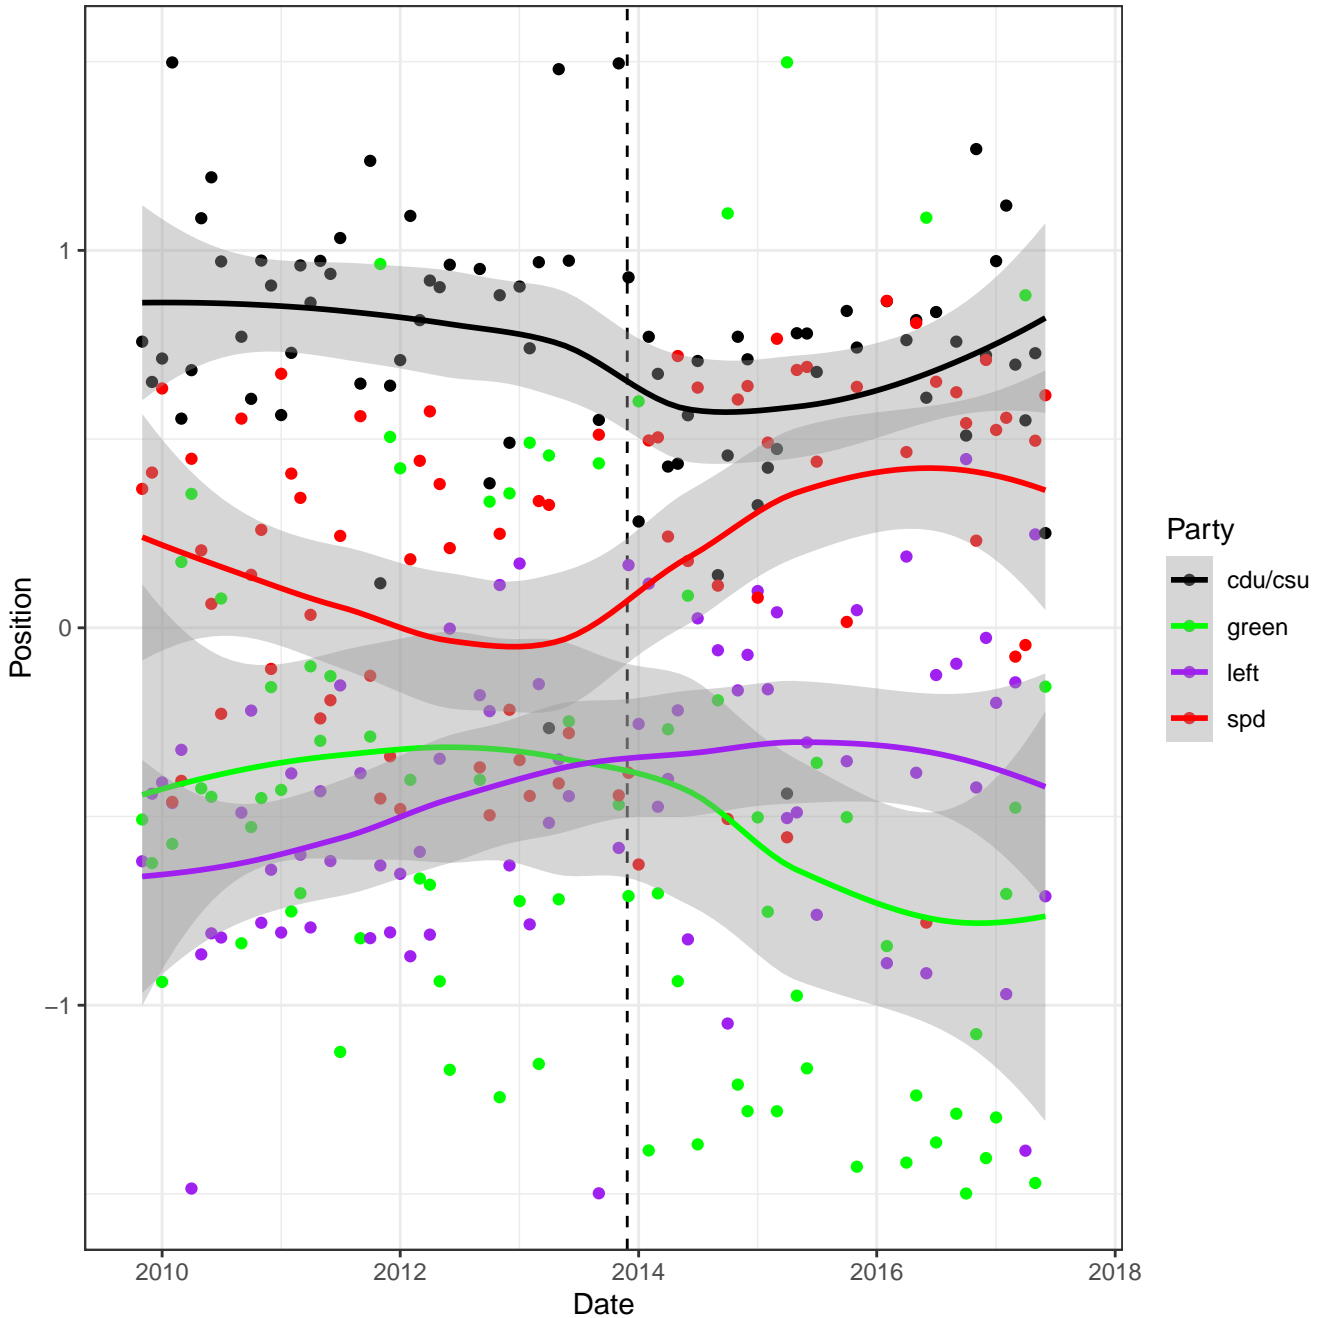 Position
1
0
−1
2010
2012
2014
2016
2018
Date
Party
cdu/csu
green
left
spd